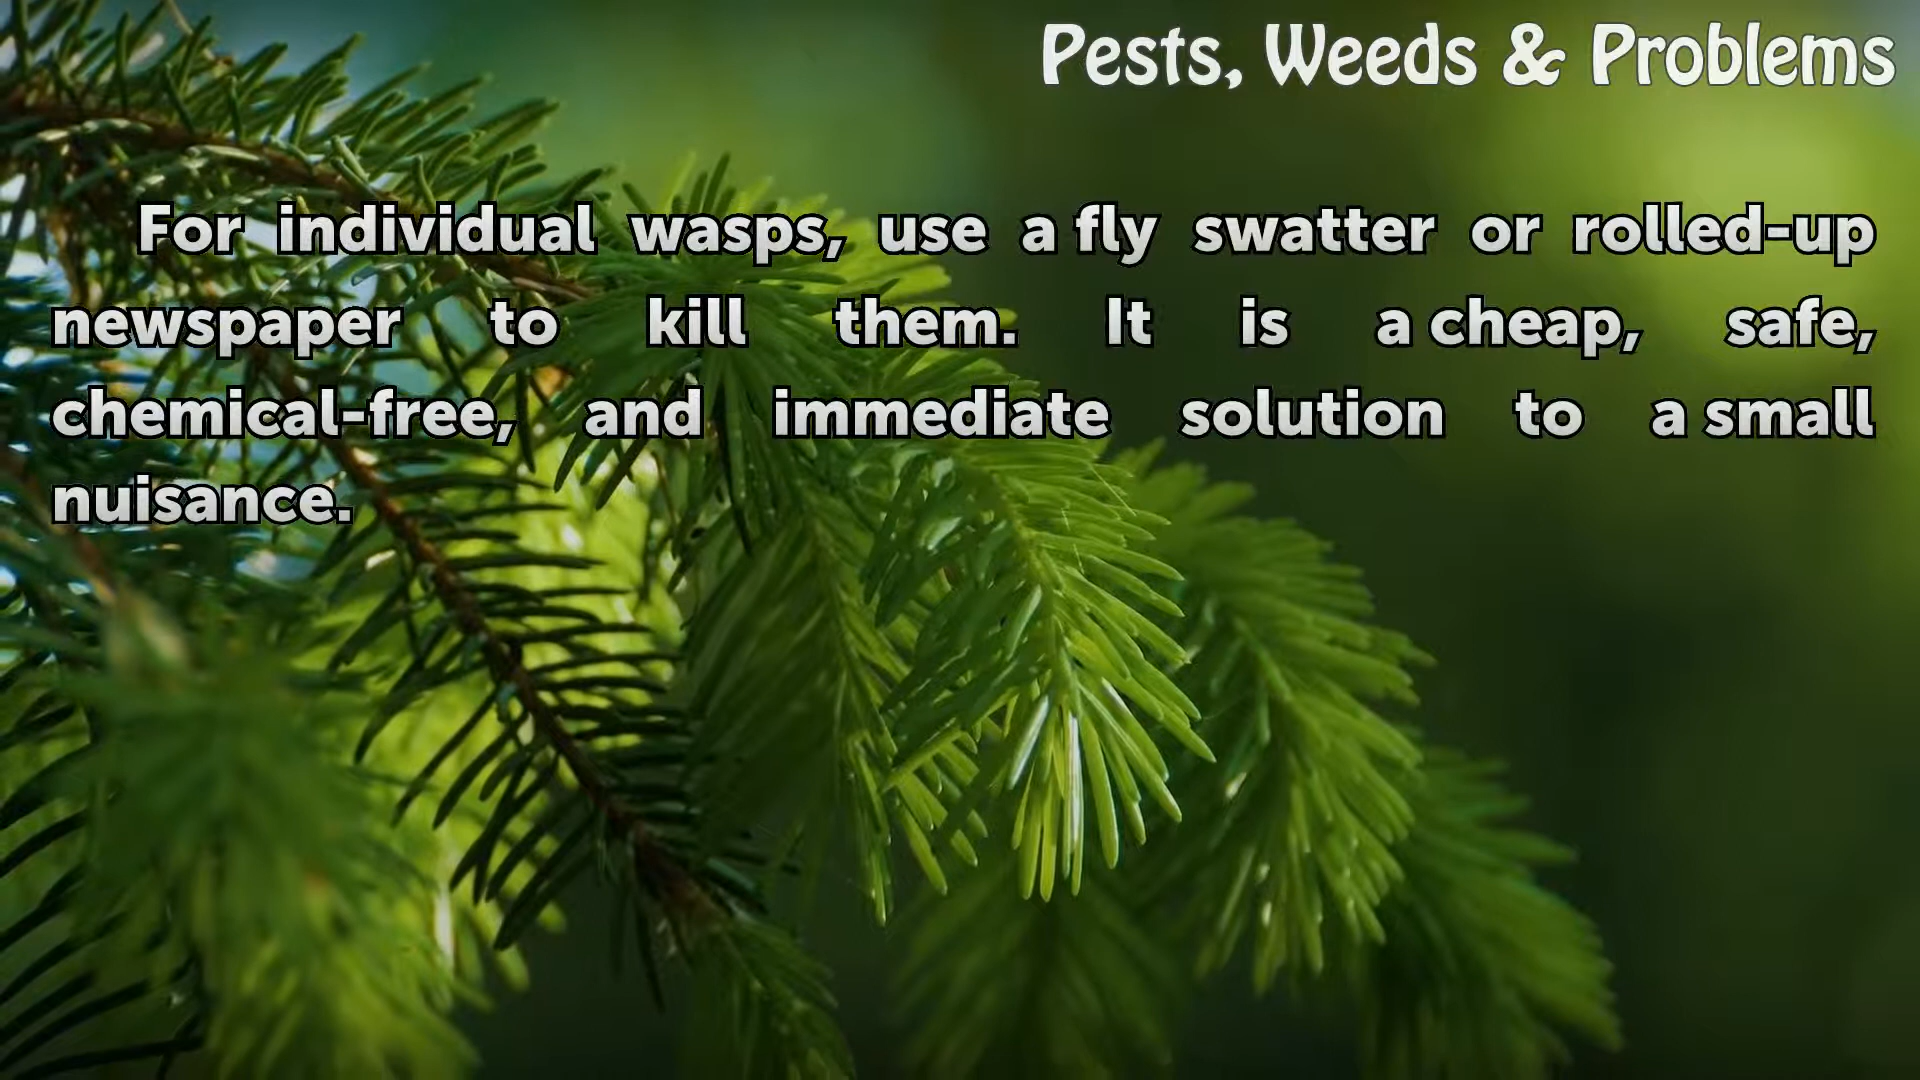 Pests, Weeds & Problems
For individual wasps, use a fly swatter or rolled-up
newspaper to kill them. It is a cheap, safe,
chemical-free, and immediate solution to a small
nuisance.